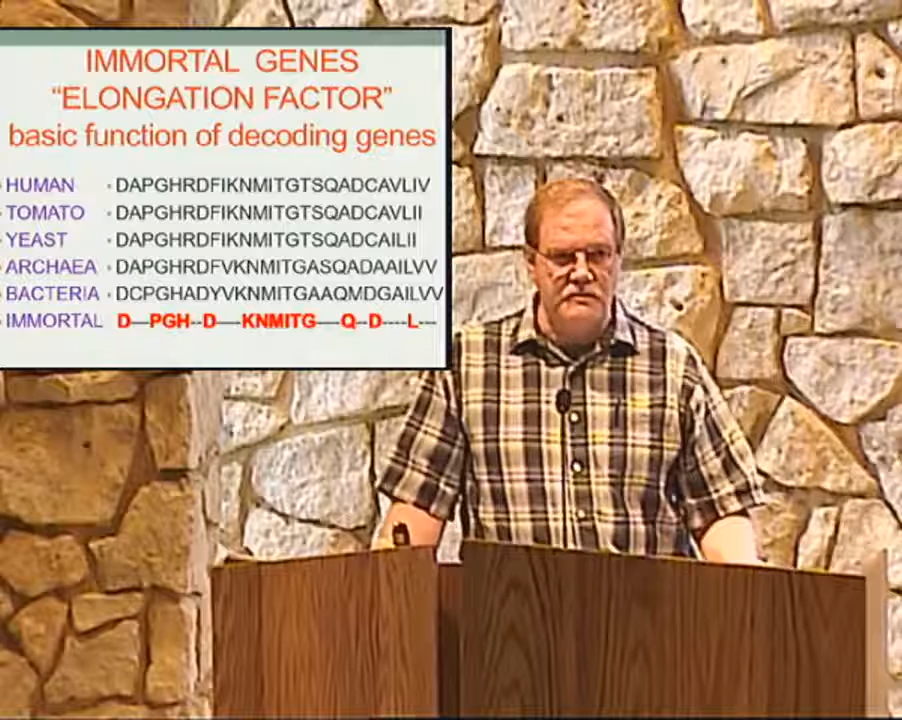 IMMORTAL GENES
“ELONGATION FACTOR”
basic function of decoding genes
HUMAN · DAPGHRDFIKNMITGTSQADCAVLIV
TOMATO · DAPGHRDFIKNMITGTSQADCAVLII
YEAST · DAPGHRDFIKNMITGTSQADCAILII
ARCHAEA · DAPGHRDFVKNMITGASQADAAILVV
BACTERIA · DCPGHADYVKNMITGAAQMDGAILVV
IMMORTAL D---PGH--D----KNMITG----Q--D----L---